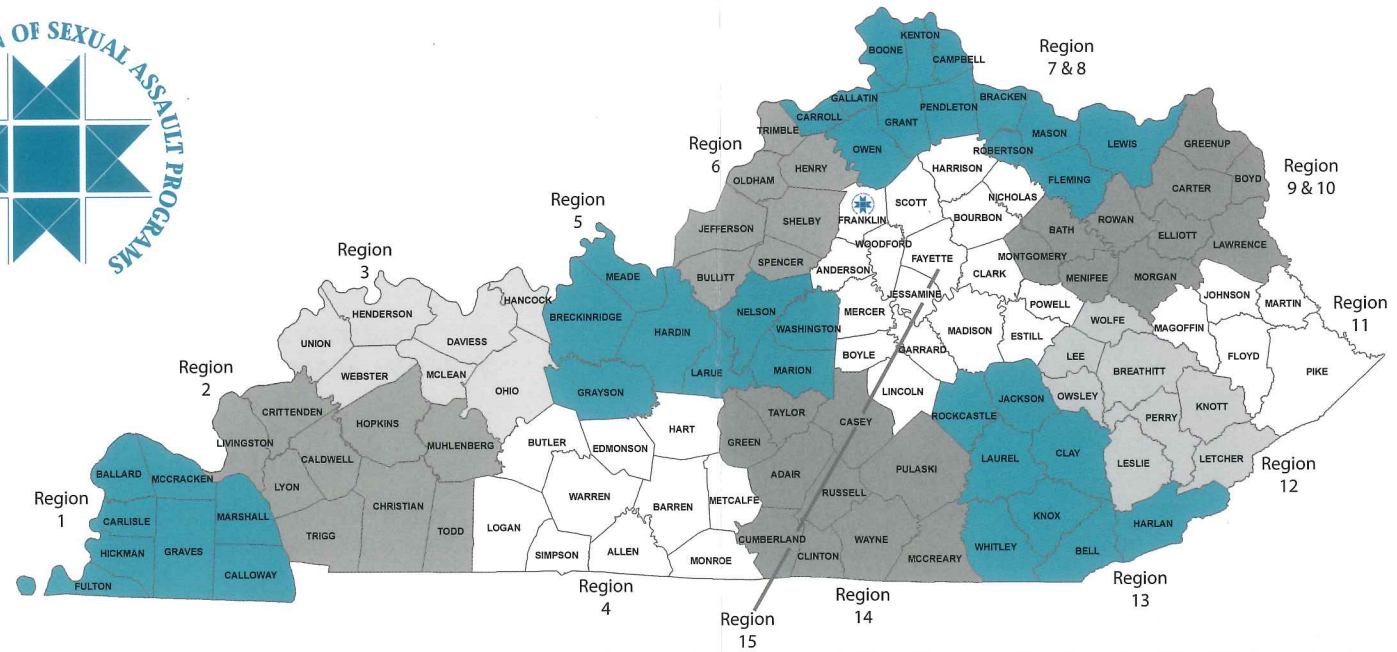 N OF SEXUAL ASSAULT PROGRAMS
KENTON
BOONE
CAMPBELL
Region
7 & 8
GALLATIN
BRACKEN
PENDLETON
CARROLL
GRANT
MASON
TRIMBLE
LEWIS
GREENUP
Region
6
OWEN
ROBERTSON
HARRISON
HENRY
FLEMING
BOYD
Region
9 & 10
OLDHAM
CARTER
NICHOLAS
SCOTT
Region
5
FRANKLIN
BOURBON
ROWAN
SHELBY
JEFFERSON
BATH
ELLIOTT
WOODFORD
LAWRENCE
FAYETTE
MONTGOMERY
Region
3
SPENCER
ANDERSON
CLARK
MEADE
BULLITT
MENIFEE
MORGAN
JESSAMINE
JOHNSON
HANCOCK
POWELL
MARTIN
Region
11
HENDERSON
NELSON
MERCER
BRECKINRIDGE
WOLFE
WASHINGTON
MAGOFFIN
HARDIN
MADISON
ESTILL
UNION
DAVIESS
GARRARD
BOYLE
LEE
FLOYD
Region
2
WEBSTER
MCLEAN
LARUE
MARION
BREATHITT
PIKE
OHIO
GRAYSON
LINCOLN
OWSLEY
JACKSON
KNOTT
CRITTENDEN
TAYLOR
ROCKCASTLE
PERRY
HOPKINS
CASEY
HART
LIVINGSTON
MUHLENBERG
BUTLER
EDMONSON
GREEN
CLAY
LAUREL
CALDWELL
LETCHER
LESLIE
Region
12
PULASKI
BALLARD
ADAIR
MCCRACKEN
LYON
RUSSELL
WARREN
METCALFE
Region
1
BARREN
CHRISTIAN
MARSHALL
KNOX
CARLISLE
HARLAN
LOGAN
TODD
TRIGG
CUMBERLAND
WAYNE
WHITLEY
BELL
HICKMAN
GRAVES
ALLEN
SIMPSON
CLINTON
MCCREARY
MONROE
CALLOWAY
FULTON
Region
4
Region
14
Region
13
Region
15